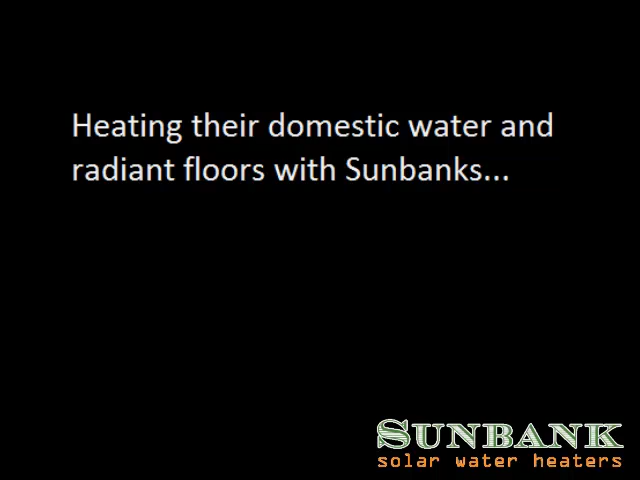 Heating their domestic water and
radiant floors with Sunbanks...
SUNBANK
solar water heaters